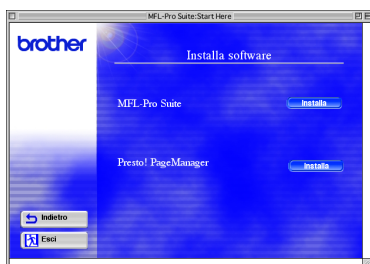 MFL-Pro Suite:Start Here
brother
Installa software
MFL-Pro Suite
Installa
Presto! PageManager
Installa
Indietro
Esci